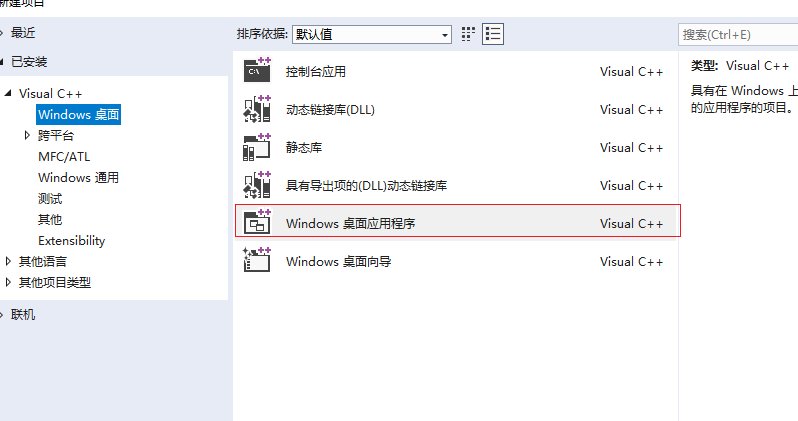 新建项目
最近
排序依据: 默认值
搜索(Ctrl+E)
已安装
Visual C++
Windows 桌面
跨平台
MFC/ATL
Windows 通用
测试
其他
Extensibility
其他语言
其他项目类型
联机
控制台应用 Visual C++
动态链接库(DLL) Visual C++
静态库 Visual C++
具有导出项的(DLL)动态链接库 Visual C++
Windows 桌面应用程序 Visual C++
Windows 桌面向导 Visual C++
类型: Visual C++
具有在 Windows 上
的应用程序的项目。